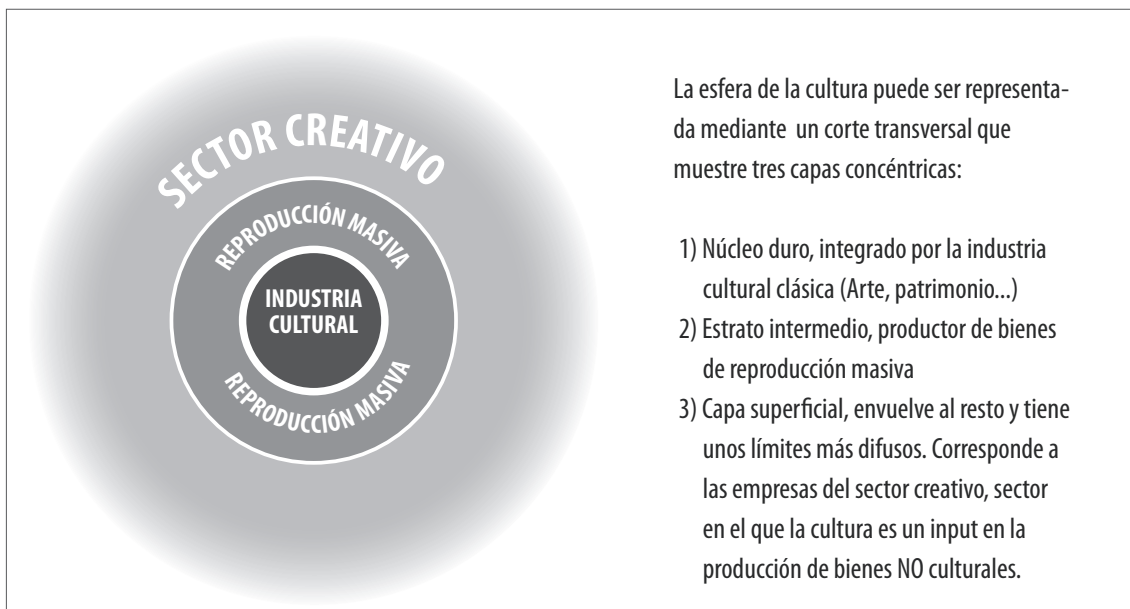 SECTOR CREATIVO
REPRODUCCIÓN MASIVA
INDUSTRIA
CULTURAL
REPRODUCCIÓN MASIVA
La esfera de la cultura puede ser representa-
da mediante un corte transversal que
muestre tres capas concéntricas:
1) Núcleo duro, integrado por la industria
cultural clásica (Arte, patrimonio...)
2) Estrato intermedio, productor de bienes
de reproducción masiva
3) Capa superficial, envuelve al resto y tiene
unos límites más difusos. Corresponde a
las empresas del sector creativo, sector
en el que la cultura es un input en la
producción de bienes NO culturales.